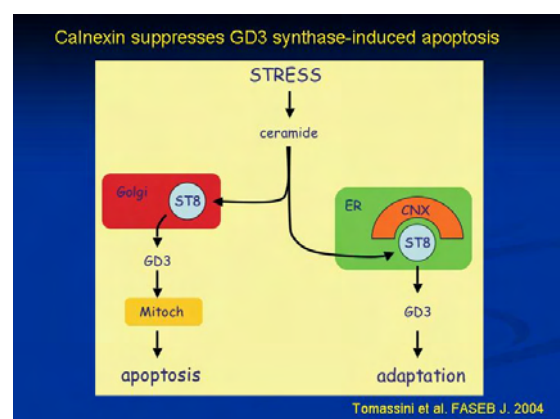 Calnexin suppresses GD3 synthase-induced apoptosis
STRESS
ceramide
Golgi
ST8
GD3
Mitoch
apoptosis
ER
CNX
ST8
GD3
adaptation
Tomassini et al. FASEB J. 2004